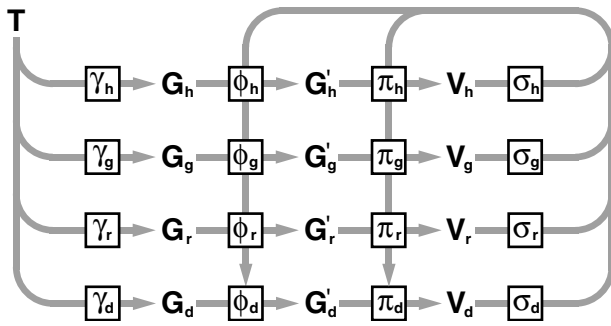 T
γh Gh ϕh G'h πh Vh σh
γg Gg ϕg G'g πg Vg σg
γr Gr ϕr G'r πr Vr σr
γd Gd ϕd G'd πd Vd σd